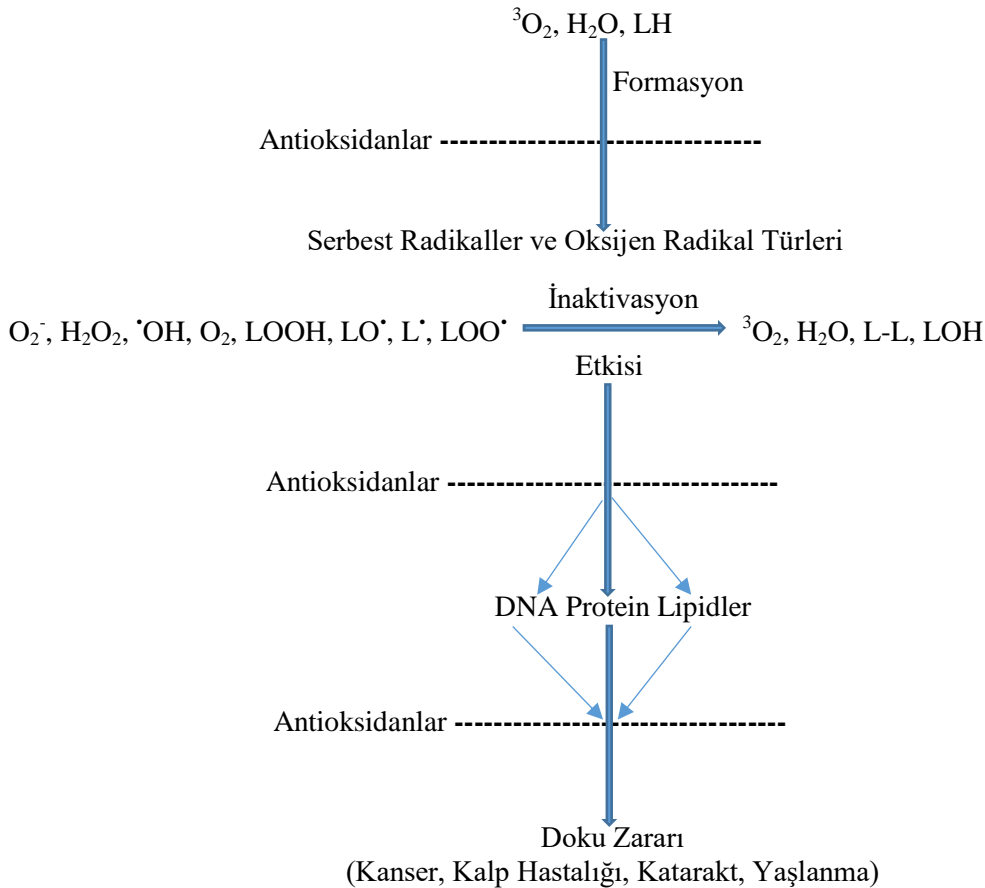 ³O₂, H₂O, LH
Formasyon
Antioksidanlar --------------------------------
Serbest Radikaller ve Oksijen Radikal Türleri
İnaktivasyon
O₂⁻, H₂O₂, •OH, O₂, LOOH, LO•, L•, LOO• ³O₂, H₂O, L-L, LOH
Etkisi
Antioksidanlar ---------------------------------
DNA Protein Lipidler
Antioksidanlar ---------------------------------
Doku Zararı
(Kanser, Kalp Hastalığı, Katarakt, Yaşlanma)